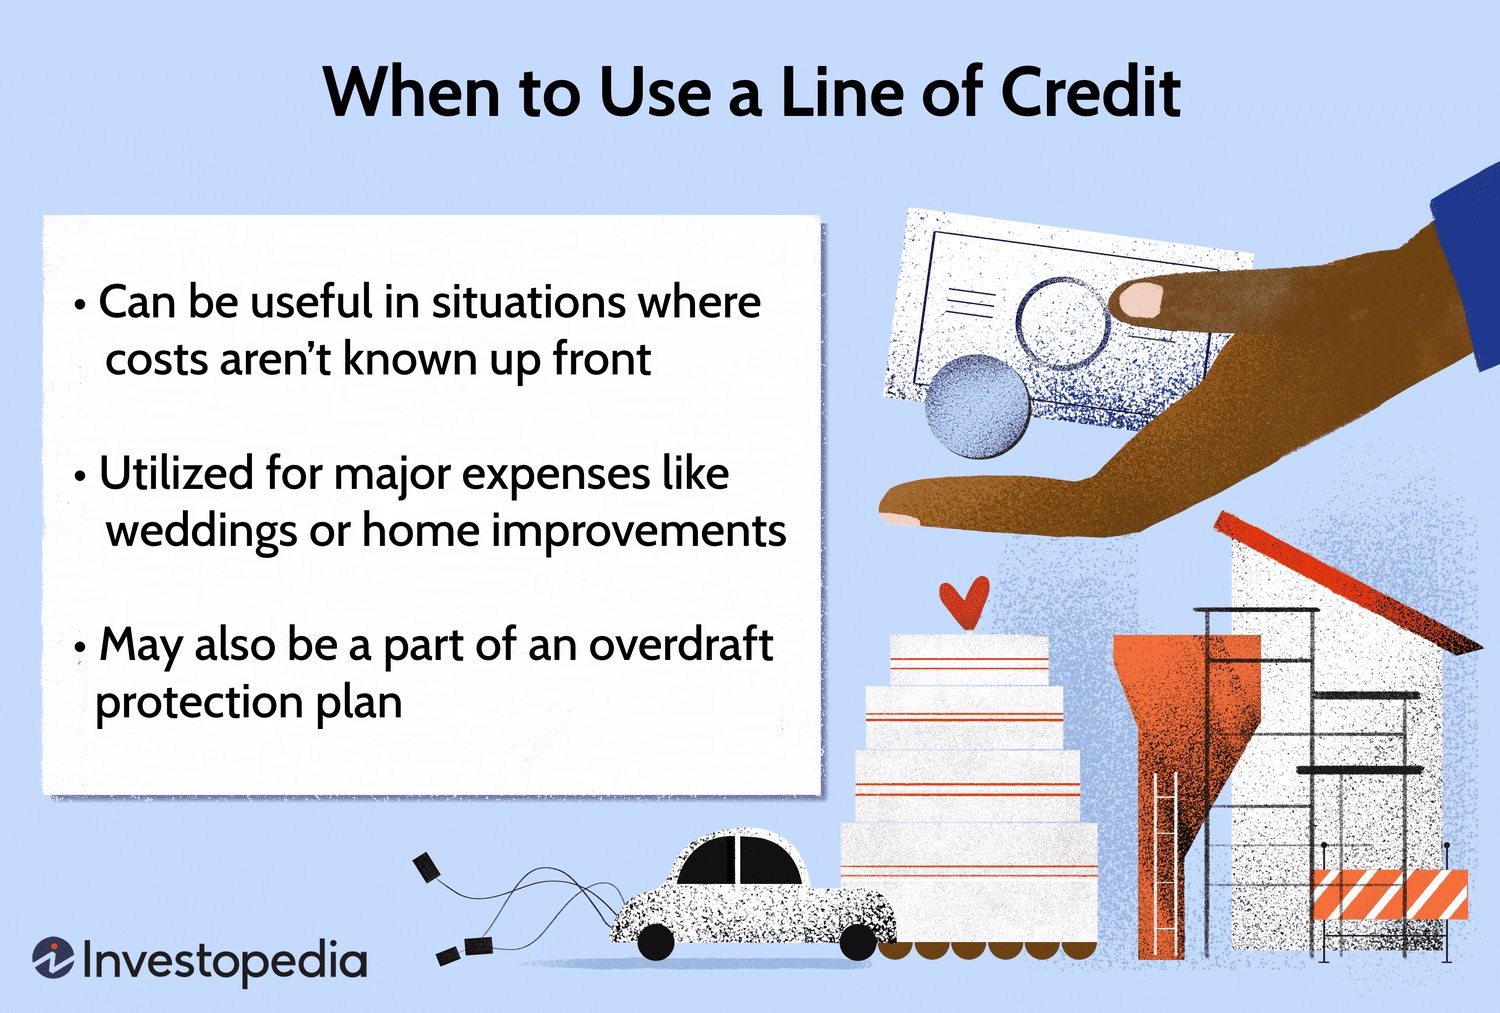 When to Use a Line of Credit
• Can be useful in situations where
costs aren’t known up front
• Utilized for major expenses like
weddings or home improvements
• May also be a part of an overdraft
protection plan
Investopedia